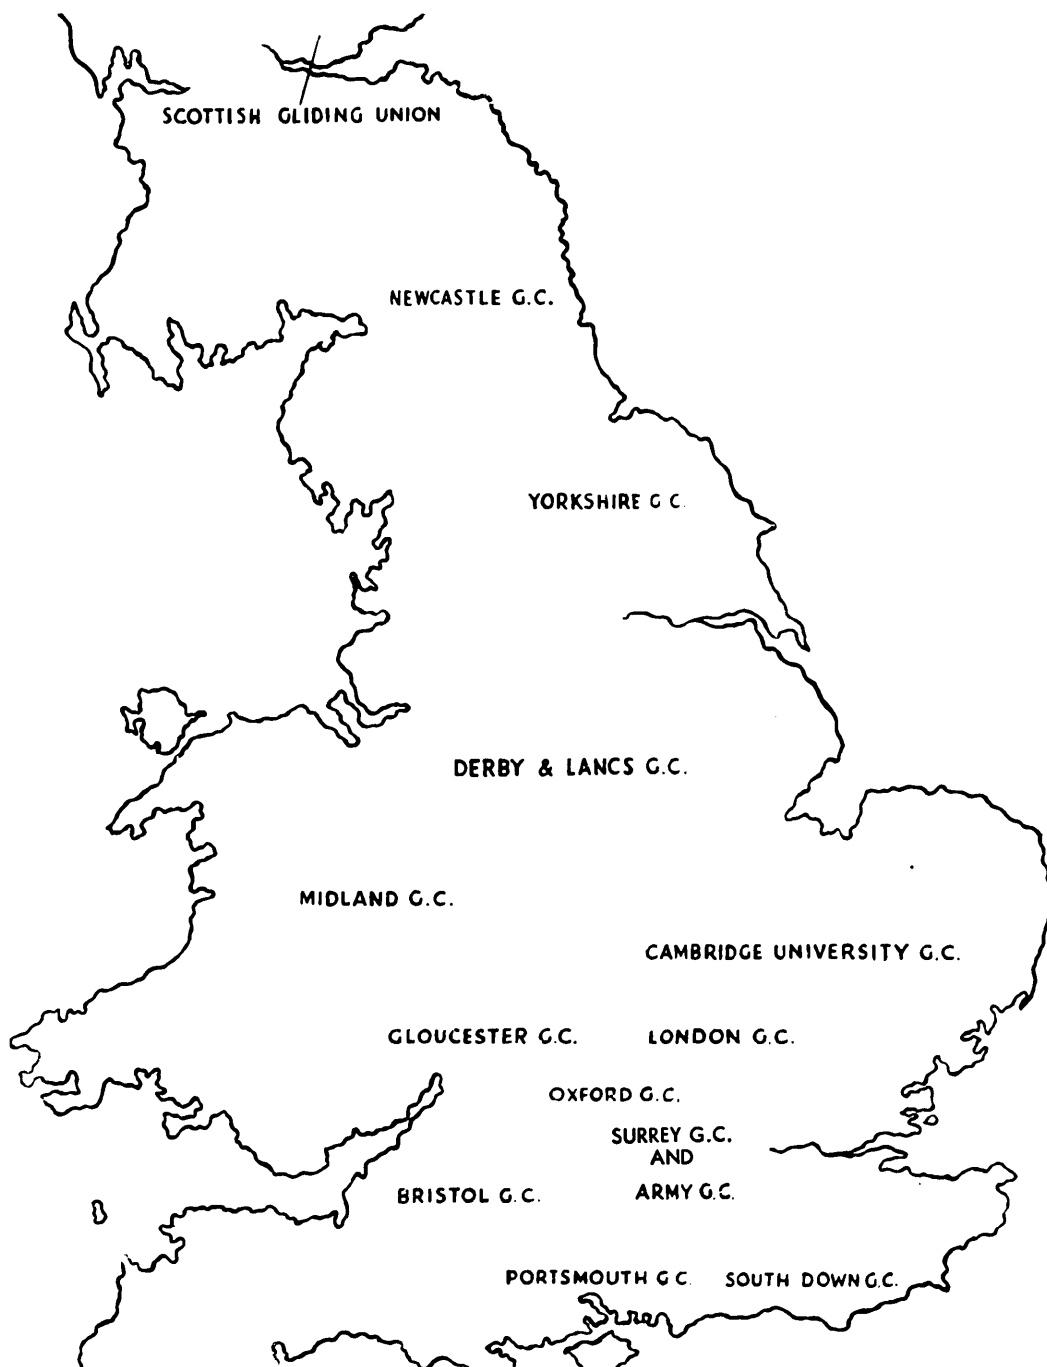 SCOTTISH GLIDING UNION
NEWCASTLE G.C.
YORKSHIRE G C.
DERBY & LANCS G.C.
MIDLAND G.C.
CAMBRIDGE UNIVERSITY G.C.
GLOUCESTER G.C.
LONDON G.C.
OXFORD G.C.
SURREY G.C.
AND
ARMY G.C.
BRISTOL G.C.
PORTSMOUTH G C.
SOUTH DOWN G.C.